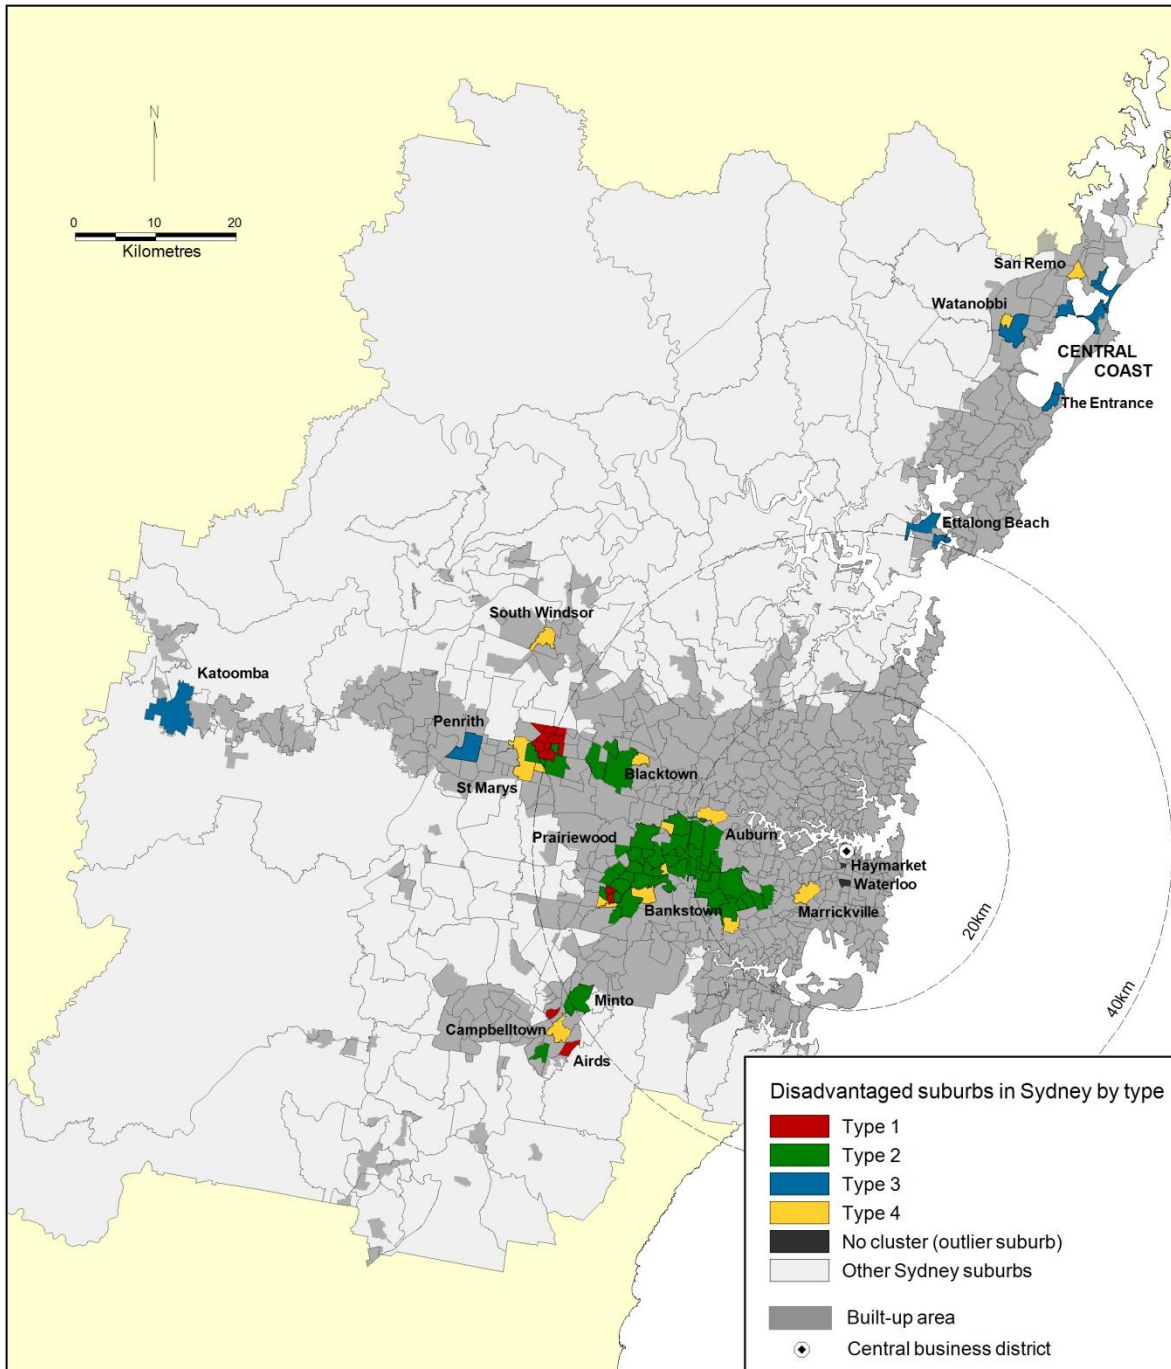 N
0 10 20
Kilometres
San Remo
Watanobbi
CENTRAL
COAST
The Entrance
Ettalong Beach
South Windsor
Katoomba
Penrith
St Marys
Blacktown
Prairiewood
Auburn
Haymarket
Waterloo
Bankstown
Marrickville
20km
40km
Minto
Campbelltown
Airds
Disadvantaged suburbs in Sydney by type
Type 1
Type 2
Type 3
Type 4
No cluster (outlier suburb)
Other Sydney suburbs
Built-up area
Central business district